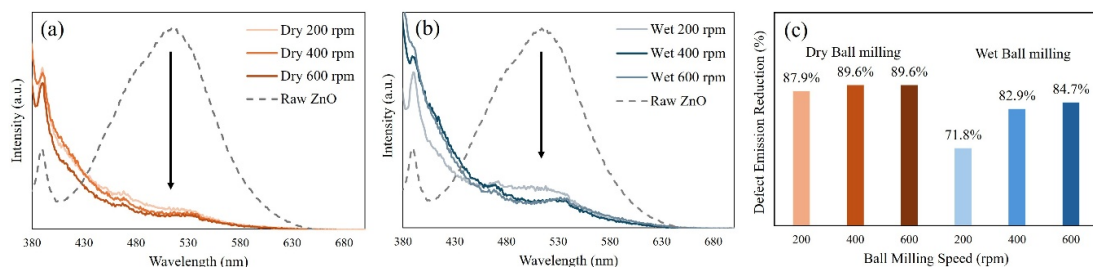 (a)
Dry 200 rpm
Dry 400 rpm
Dry 600 rpm
Raw ZnO
Intensity (a.u.)
380 430 480 530 580 630 680
Wavelength (nm)
(b)
Wet 200 rpm
Wet 400 rpm
Wet 600 rpm
Raw ZnO
Intensity (a.u.)
380 430 480 530 580 630 680
Wavelength (nm)
(c)
Dry Ball milling
Wet Ball milling
87.9% 89.6% 89.6% 71.8% 82.9% 84.7%
Defect Emission Reduction (%)
200 400 600 200 400 600
Ball Milling Speed (rpm)